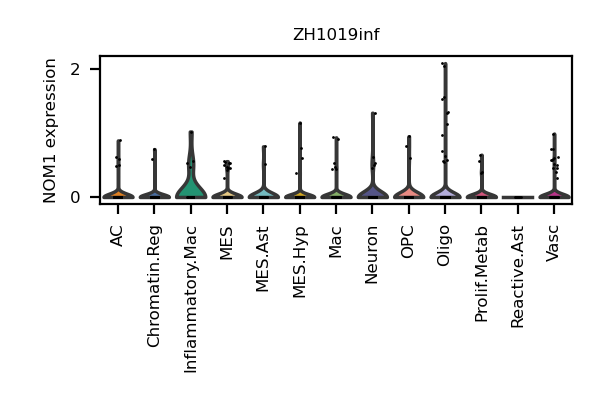 ZH1019inf
NOM1 expression
2
0
AC
Chromatin.Reg
Inflammatory.Mac
MES
MES.Ast
MES.Hyp
Mac
Neuron
OPC
Oligo
Prolif.Metab
Reactive.Ast
Vasc